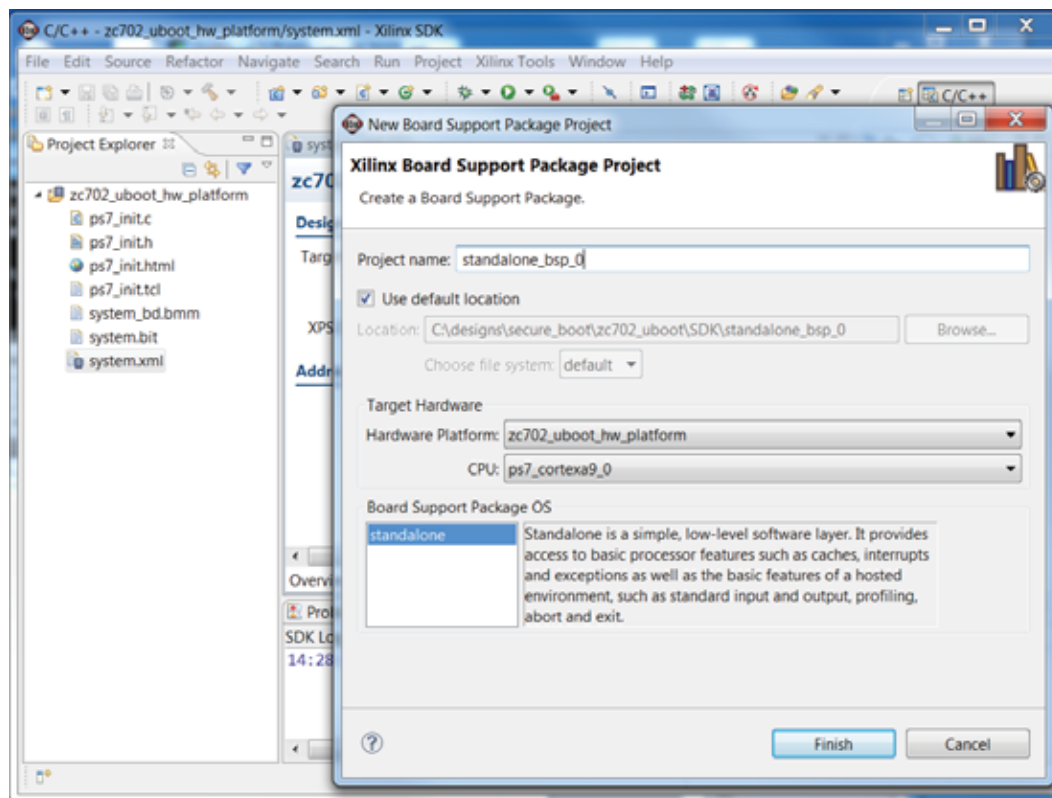 C/C++ - zc702_uboot_hw_platform/system.xml - Xilinx SDK
File Edit Source Refactor Navigate Search Run Project Xilinx Tools Window Help
C/C++
Project Explorer
zc702_uboot_hw_platform
ps7_init.c
ps7_init.h
ps7_init.html
ps7_init.tcl
system_bd.bmm
system.bit
system.xml
syst
zc70
Desig
Targ
XPS
Addr
Overvi
Prob
SDK Lo
14:28
New Board Support Package Project
Xilinx Board Support Package Project
Create a Board Support Package.
Project name: standalone_bsp_0
Use default location
Location: C:\designs\secure_boot\zc702_uboot\SDK\standalone_bsp_0 Browse...
Choose file system: default
Target Hardware
Hardware Platform: zc702_uboot_hw_platform
CPU: ps7_cortexa9_0
Board Support Package OS
standalone
Standalone is a simple, low-level software layer. It provides
access to basic processor features such as caches, interrupts
and exceptions as well as the basic features of a hosted
environment, such as standard input and output, profiling,
abort and exit.
Finish Cancel